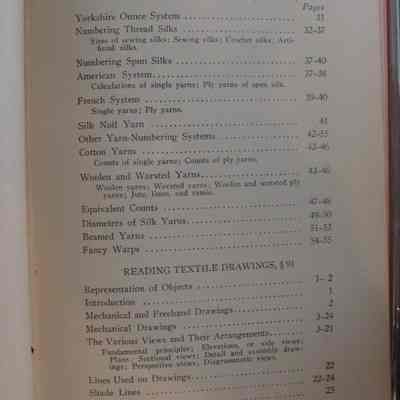 Pages
Yorkshire Ounce System 31
Numbering Thread Silks 32-37
Sizes of sewing silks; Sewing silks; Crochet silks; Arti-
ficial silks.
Numbering Spun Silks 37-40
American System 37-38
Calculations of single yarns; Ply yarns of spun silk.
French System 39-40
Single yarns; Ply yarns.
Silk Noil Yarn 41
Other Yarn-Numbering Systems 42-55
Cotton Yarns 42-46
Counts of single yarns; Counts of ply yarns.
Woolen and Worsted Yarns 43-46
Woolen yarns; Worsted yarns; Woolen and worsted ply
yarns; Jute, linen, and ramie.
Equivalent Counts 47-48
Diametres of Silk Yarns 49-50
Beamed Yarns 51-53
Fancy Warps 54-55
READING TEXTILE DRAWINGS, § 91
Representation of Objects 1-2
Introduction 1
Mechanical and Freehand Drawings 2
Mechanical Drawings 3-24
The Various Views and Their Arrangements 3-21
Fundamental principles; Elevations, or side views;
Plans; Sectional views; Detail and assembly draw-
ings; Perspective views; Diagrammatic views.
Lines Used on Drawings 22
Shade Lines 22-24
23